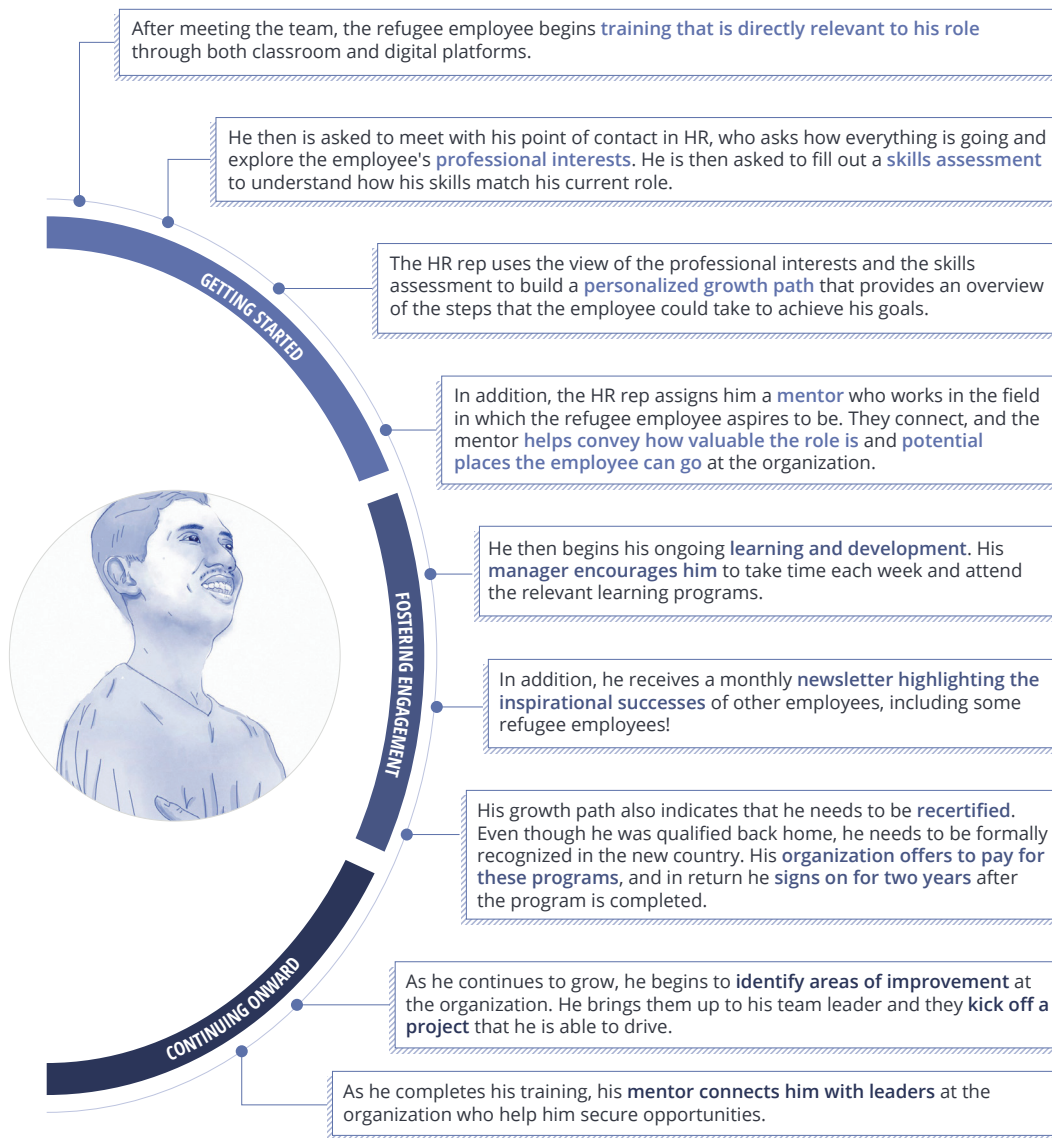 After meeting the team, the refugee employee begins training that is directly relevant to his role
through both classroom and digital platforms.
He then is asked to meet with his point of contact in HR, who asks how everything is going and
explore the employee's professional interests. He is then asked to fill out a skills assessment
to understand how his skills match his current role.
GETTING STARTED
The HR rep uses the view of the professional interests and the skills
assessment to build a personalized growth path that provides an overview
of the steps that the employee could take to achieve his goals.
In addition, the HR rep assigns him a mentor who works in the field
in which the refugee employee aspires to be. They connect, and the
mentor helps convey how valuable the role is and potential
places the employee can go at the organization.
FOSTERING ENGAGEMENT
He then begins his ongoing learning and development. His
manager encourages him to take time each week and attend
the relevant learning programs.
In addition, he receives a monthly newsletter highlighting the
inspirational successes of other employees, including some
refugee employees!
His growth path also indicates that he needs to be recertified.
Even though he was qualified back home, he needs to be formally
recognized in the new country. His organization offers to pay for
these programs, and in return he signs on for two years after
the program is completed.
CONTINUING ONWARD
As he continues to grow, he begins to identify areas of improvement at
the organization. He brings them up to his team leader and they kick off a
project that he is able to drive.
As he completes his training, his mentor connects him with leaders at the
organization who help him secure opportunities.